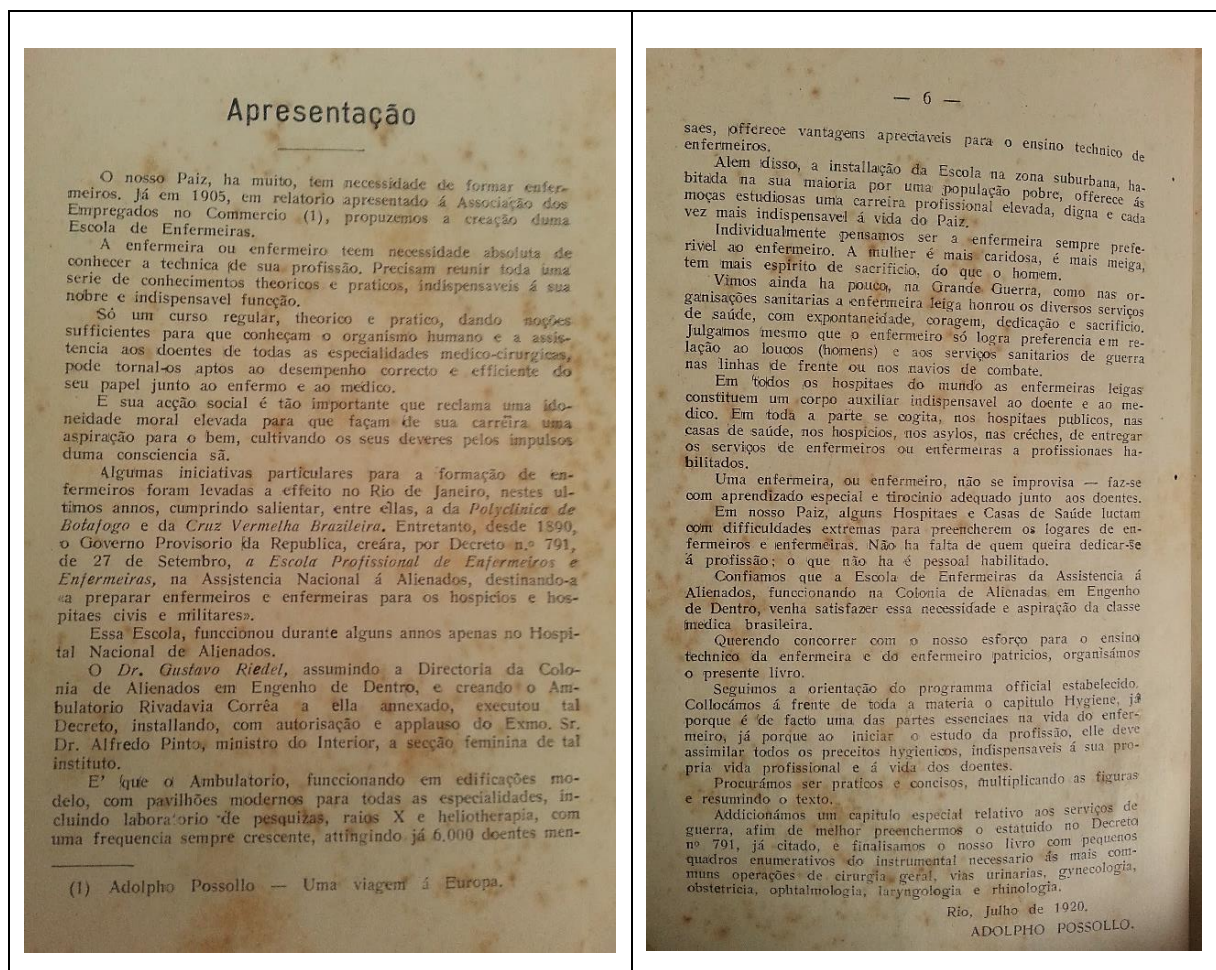 Apresentação
O nosso Paiz, ha muito, tem necessidade de formar enfer-
meiros. Já em 1905, em relatorio apresentado á Associação dos
Empregados no Commercio (1), propuzemos a creação duma
Escola de Enfermeiras.
A enfermeira ou enfermeiro teem necessidade absoluta de
conhecer a technica de sua profissão. Precisam reunir toda uma
serie de conhecimentos theoricos e praticos, indispensaveis á sua
nobre e indispensavel funcção.
Só um curso regular, theorico e pratico, dando noções
sufficientes para que conheçam o organismo humano e a assis-
tencia aos doentes de todas as especialidades medico-cirurgicas,
pode tornal-os aptos ao desempenho correcto e efficiente do
seu papel junto ao enfermo e ao medico.
E sua acção social é tão importante que reclama uma ido-
neidade moral elevada para que façam de sua carreira uma
aspiração para o bem, cultivando os seus deveres pelos impulsos
duma consciencia sã.
Algumas iniciativas particulares para a formação de en-
fermeiros foram levadas a effeito no Rio de Janeiro, nestes ul-
timos annos, cumprindo salientar, entre ellas, a da Polyclinica de
Botafogo e da Cruz Vermelha Brazileira. Entretanto, desde 1890,
o Governo Provisorio da Republica, creára, por Decreto n.º 791,
de 27 de Setembro, a Escola Profissional de Enfermeiros e
Enfermeiras, na Assistencia Nacional á Alienados, destinando-a
«a preparar enfermeiros e enfermeiras para os hospicios e hos-
pitaes civis e militares».
Essa Escola, funccionou durante alguns annos apenas no Hospi-
tal Nacional de Alienados.
O Dr. Gustavo Riedel, assumindo a Directoria da Colo-
nia de Alienados em Engenho de Dentro, e creando o Am-
bulatorio Rivadavia Corrêa a ella annexado, executou tal
Decreto, installando, com autorisação e applauso do Exmo. Sr.
Dr. Alfredo Pinto, ministro do Interior, a secção feminina de tal
instituto.
E' que o Ambulatorio, funccionando em edificações mo-
delo, com pavilhões modernos para todas as especialidades, in-
cluindo laboratorio de pesquizas, raios X e heliotherapia, com
uma frequencia sempre crescente, attingindo já 6.000 doentes men-
(1) Adolpho Possollo — Uma viagem á Europa.
— 6 —
saes, offerece vantagens apreciaveis para o ensino technico de
enfermeiros.
Alem disso, a installação da Escola na zona suburbana, ha-
bitada na sua maioria por uma população pobre, offerece ás
moças estudiosas uma carreira profissional elevada, digna e cada
vez mais indispensavel á vida do Paiz.
Individualmente pensamos ser a enfermeira sempre prefe-
rivel ao enfermeiro. A mulher é mais caridosa, é mais meiga,
tem mais espirito de sacrificio, do que o homem.
Vimos ainda ha pouco, na Grande Guerra, como nas or-
ganisações sanitarias a enfermeira leiga honrou os diversos serviços
de saúde, com expontaneidade, coragem, dedicação e sacrificio.
Julgamos mesmo que o enfermeiro só logra preferencia em re-
lação ao loucos (homens) e aos serviços sanitarios de guerra
nas linhas de frente ou nos navios de combate.
Em todos os hospitaes do mundo as enfermeiras leigas
constituem um corpo auxiliar indispensavel ao doente e ao me-
dico. Em toda a parte se cogita, nos hospitaes publicos, nas
casas de saúde, nos hospicios, nos asylos, nas créches, de entregar
os serviços de enfermeiros ou enfermeiras a profissionaes ha-
bilitados.
Uma enfermeira, ou enfermeiro, não se improvisa — faz-se
com aprendizado especial e tirocinio adequado junto aos doentes.
Em nosso Paiz, alguns Hospitaes e Casas de Saúde luctam
com difficuldades extremas para preencherem os logares de en-
fermeiros e enfermeiras. Não ha falta de quem queira dedicar-se
á profissão; o que não ha é pessoal habilitado.
Confiamos que a Escola de Enfermeiras da Assistencia á
Alienados, funccionando na Colonia de Alienadas em Engenho
de Dentro, venha satisfazer essa necessidade e aspiração da classe
medica brasileira.
Querendo concorrer com o nosso esforço para o ensino
technico da enfermeira e do enfermeiro patricios, organisámos
o presente livro.
Seguimos a orientação do programma official estabelecido.
Collocámos á frente de toda a materia o capitulo Hygiene, já
porque é de facto uma das partes essenciaes na vida do enfer-
meiro, já porque ao iniciar o estudo da profissão, elle deve
assimilar todos os preceitos hygienicos, indispensaveis á sua pro-
pria vida profissional e á vida dos doentes.
Procurámos ser praticos e concisos, multiplicando as figuras
e resumindo o texto.
Addicionámos um capitulo especial relativo aos serviços de
guerra, afim de melhor preenchermos o estatuido no Decreto
nº 791, já citado, e finalisamos o nosso livro com pequenos
quadros enumerativos do instrumental necessario ás mais com-
muns operações de cirurgia geral, vias urinarias, gynecologia,
obstetricia, ophtalmologia, laryngologia e rhinologia.
Rio, Julho de 1920.
ADOLPHO POSSOLLO.